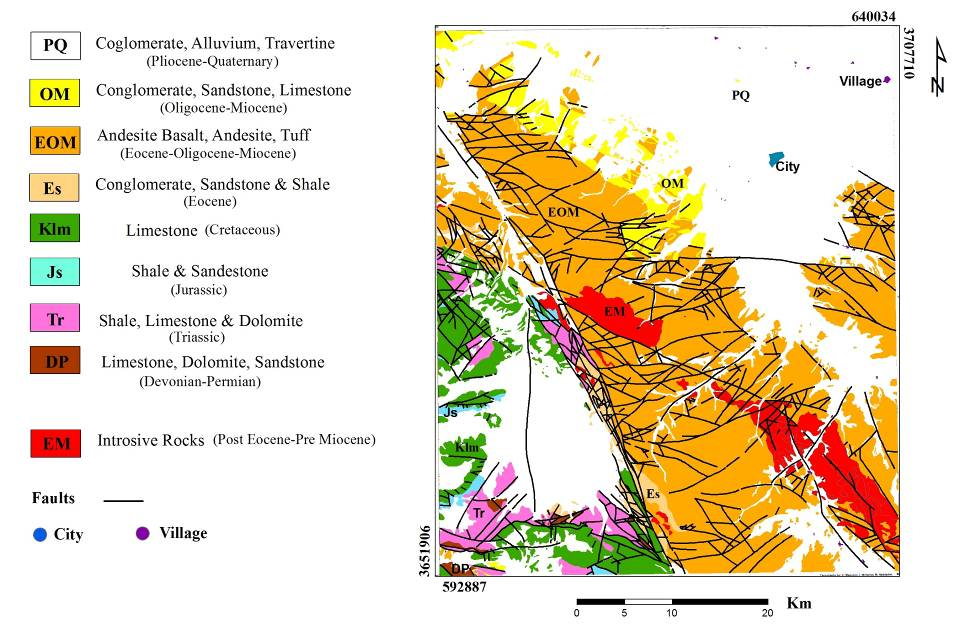 PQ Coglomerate, Alluvium, Travertine
(Pliocene-Quaternary)
OM Conglomerate, Sandstone, Limestone
(Oligocene-Miocene)
EOM Andesite Basalt, Andesite, Tuff
(Eocene-Oligocene-Miocene)
Es Conglomerate, Sandstone & Shale
(Eocene)
Klm Limestone (Cretaceous)
Js Shale & Sandestone
(Jurassic)
Tr Shale, Limestone & Dolomite
(Triassic)
DP Limestone, Dolomite, Sandstone
(Devonian-Permian)
EM Introsive Rocks (Post Eocene-Pre Miocene)
Faults
City Village
640034
3707710
N
Village
PQ
City
OM
EOM
EM
Js
Klm
Es
Tr
DP
3651906
592887
0 5 10 20 Km